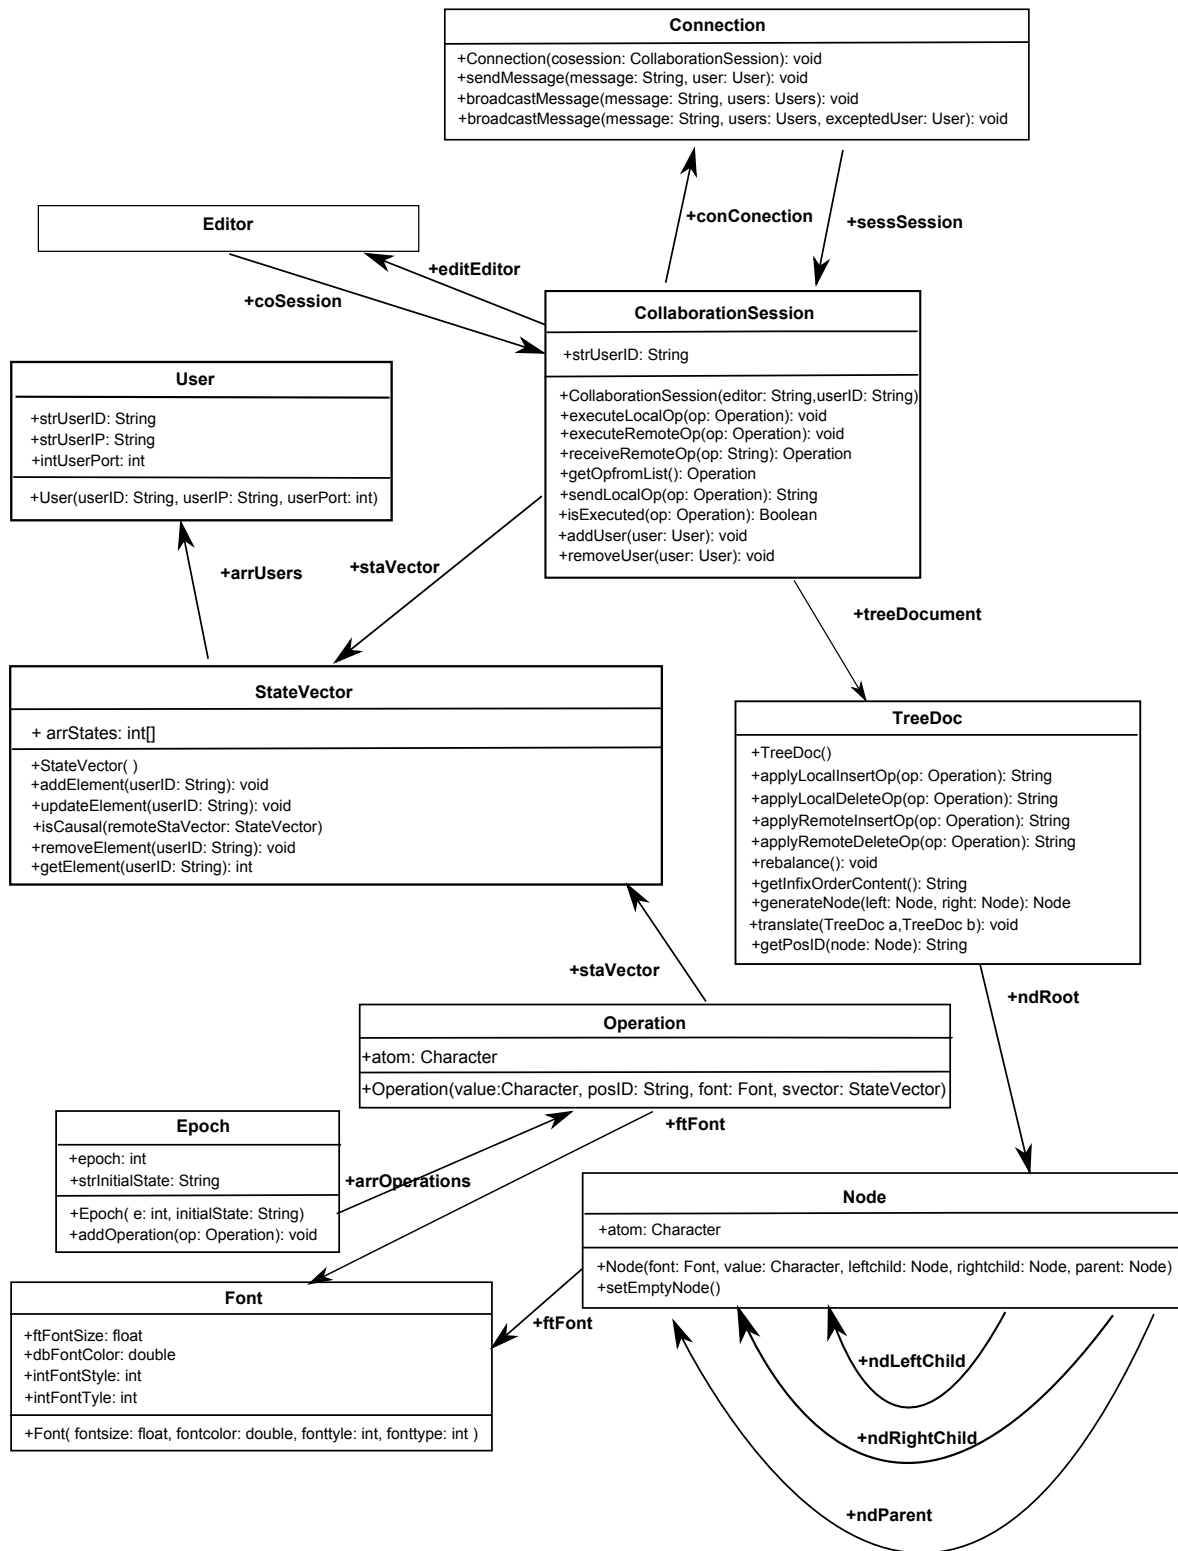 Connection
+Connection(cosession: CollaborationSession): void
+sendMessage(message: String, user: User): void
+broadcastMessage(message: String, users: Users): void
+broadcastMessage(message: String, users: Users, exceptedUser: User): void
+conConection
+sessSession
Editor
+editEditor
+coSession
CollaborationSession
+strUserID: String
+CollaborationSession(editor: String,userID: String)
+executeLocalOp(op: Operation): void
+executeRemoteOp(op: Operation): void
+receiveRemoteOp(op: String): Operation
+getOpfromList(): Operation
+sendLocalOp(op: Operation): String
+isExecuted(op: Operation): Boolean
+addUser(user: User): void
+removeUser(user: User): void
User
+strUserID: String
+strUserIP: String
+intUserPort: int
+User(userID: String, userIP: String, userPort: int)
+arrUsers
+staVector
+treeDocument
StateVector
+ arrStates: int[]
+StateVector( )
+addElement(userID: String): void
+updateElement(userID: String): void
+isCausal(remoteStaVector: StateVector)
+removeElement(userID: String): void
+getElement(userID: String): int
TreeDoc
+TreeDoc()
+applyLocalInsertOp(op: Operation): String
+applyLocalDeleteOp(op: Operation): String
+applyRemoteInsertOp(op: Operation): String
+applyRemoteDeleteOp(op: Operation): String
+rebalance(): void
+getInfixOrderContent(): String
+generateNode(left: Node, right: Node): Node
+translate(TreeDoc a,TreeDoc b): void
+getPosID(node: Node): String
+staVector
+ndRoot
Operation
+atom: Character
+Operation(value:Character, posID: String, font: Font, svector: StateVector)
+ftFont
Epoch
+epoch: int
+strInitialState: String
+Epoch( e: int, initialState: String)
+addOperation(op: Operation): void
+arrOperations
Node
+atom: Character
+Node(font: Font, value: Character, leftchild: Node, rightchild: Node, parent: Node)
+setEmptyNode()
Font
+ftFontSize: float
+dbFontColor: double
+intFontStyle: int
+intFontTyle: int
+Font( fontsize: float, fontcolor: double, fonttyle: int, fonttype: int )
+ftFont
+ndLeftChild
+ndRightChild
+ndParent